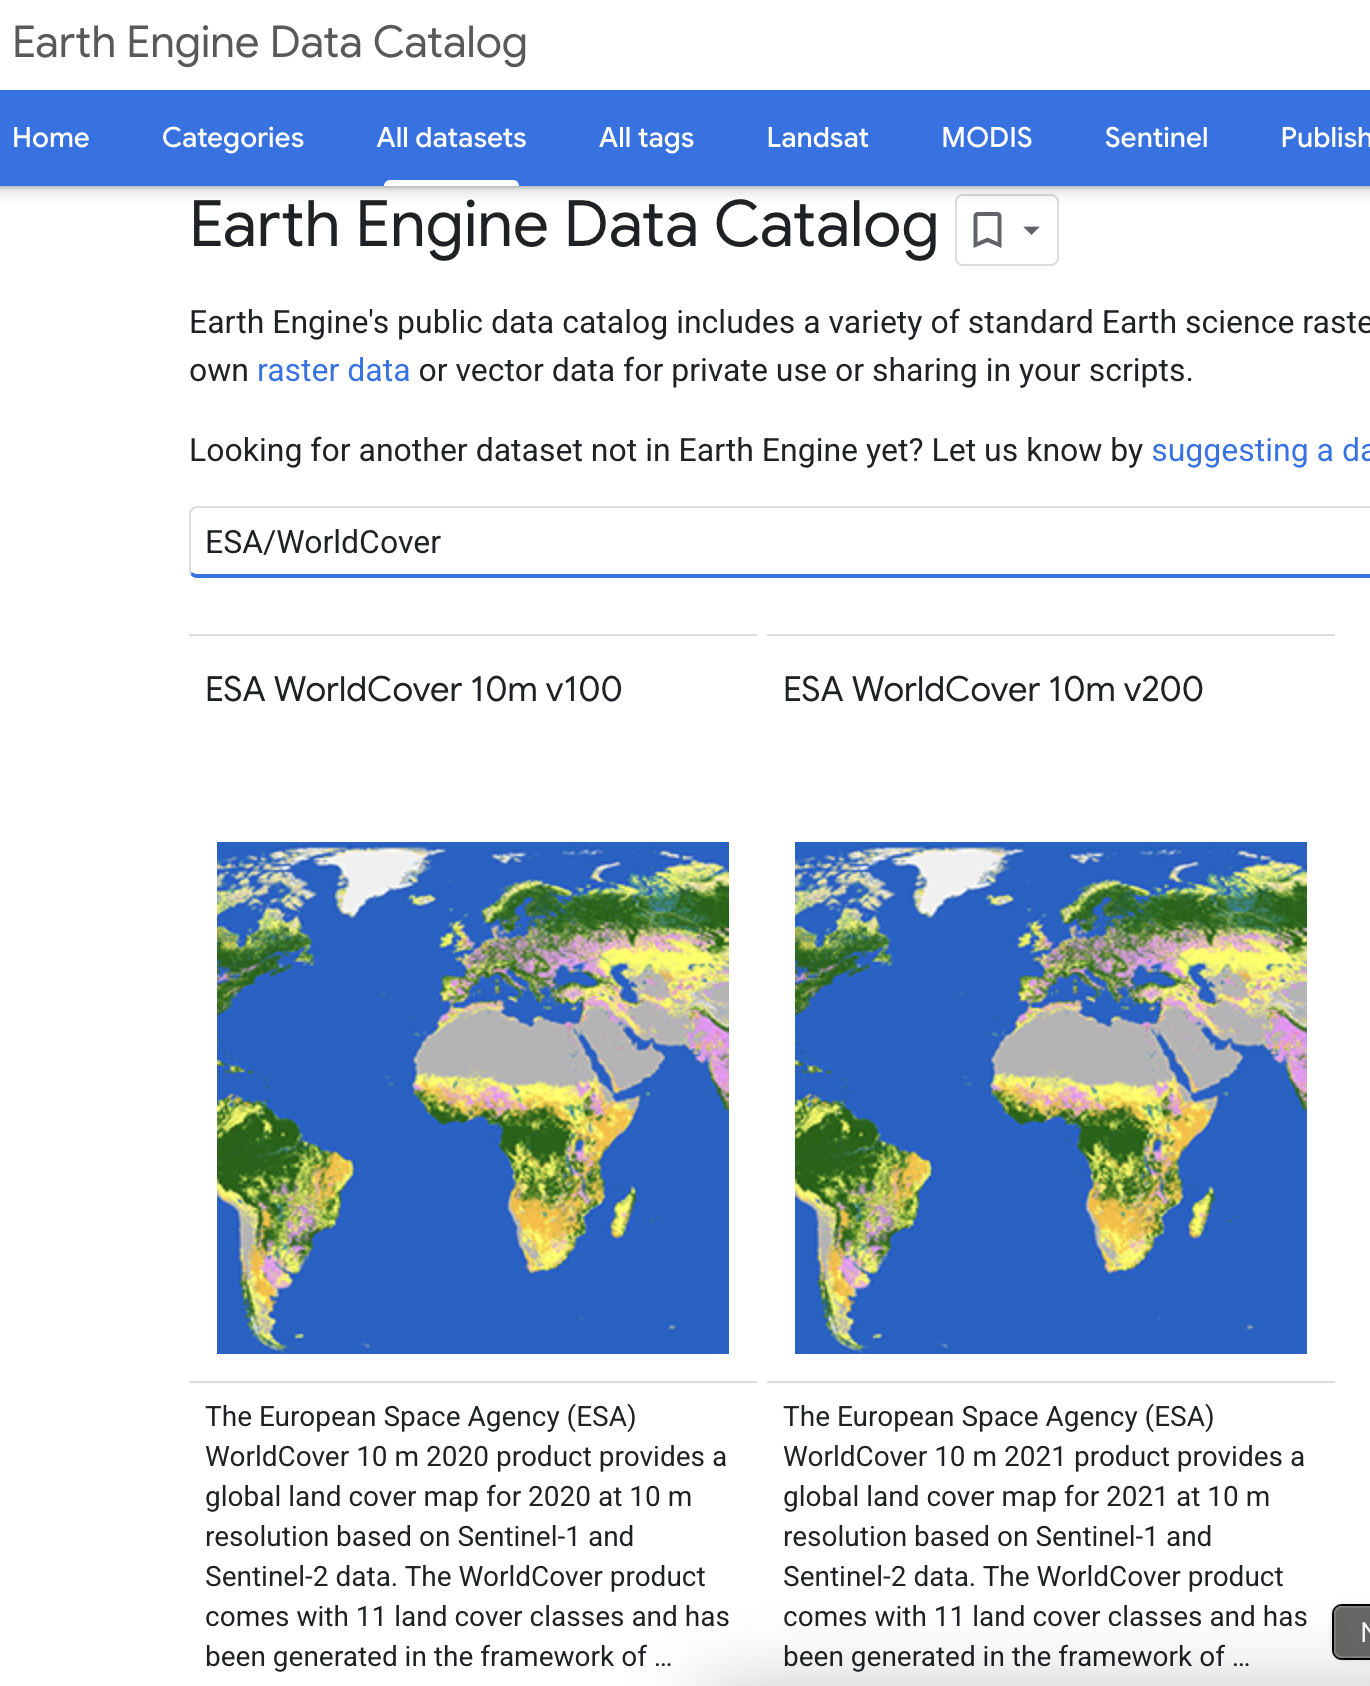 Earth Engine Data Catalog
Home Categories All datasets All tags Landsat MODIS Sentinel
Earth Engine Data Catalog
Earth Engine's public data catalog includes a variety of standard Earth science
own raster data or vector data for private use or sharing in your scripts.
Looking for another dataset not in Earth Engine yet? Let us know by suggesting a
ESA/WorldCover
ESA WorldCover 10m v100
ESA WorldCover 10m v200
The European Space Agency (ESA)
WorldCover 10 m 2020 product provides a
global land cover map for 2020 at 10 m
resolution based on Sentinel-1 and
Sentinel-2 data. The WorldCover product
comes with 11 land cover classes and has
been generated in the framework of ...
The European Space Agency (ESA)
WorldCover 10 m 2021 product provides a
global land cover map for 2021 at 10 m
resolution based on Sentinel-1 and
Sentinel-2 data. The WorldCover product
comes with 11 land cover classes and has
been generated in the framework of ...